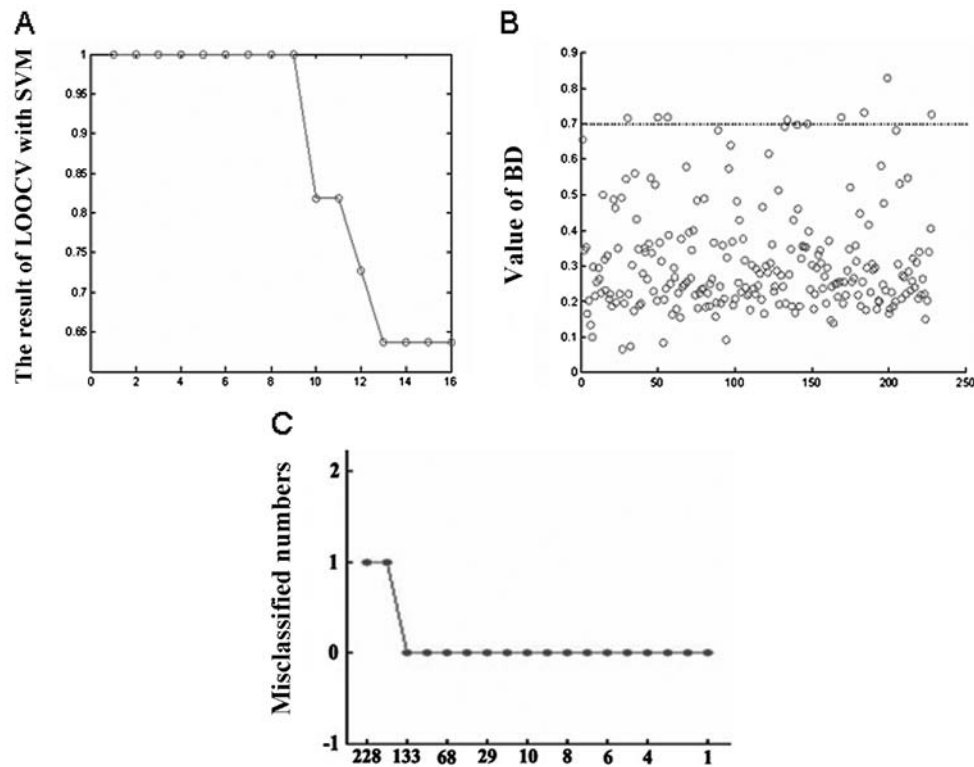 A
The result of LOOCV with SVM
1
0.95
0.9
0.85
0.8
0.75
0.7
0.65
0 2 4 6 8 10 12 14 16
B
Value of BD
0.9
0.8
0.7
0.6
0.5
0.4
0.3
0.2
0.1
0
0 50 100 150 200 250
C
Misclassified numbers
2
1
0
-1
228 133 68 29 10 8 6 4 1